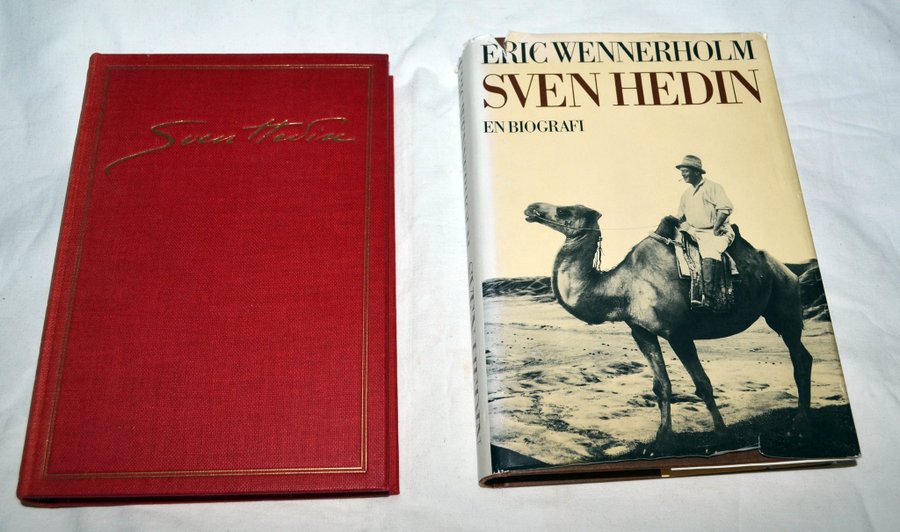 Sven Hedin
ERIC WENNERHOLM
SVEN HEDIN
EN BIOGRAFI